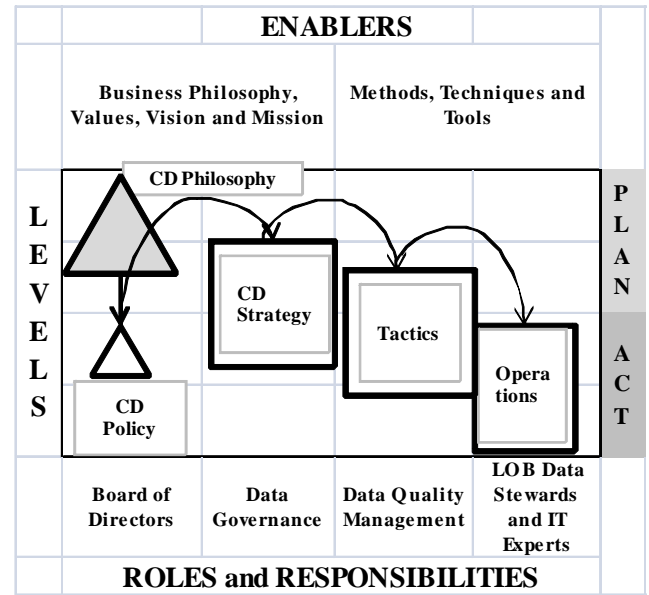 ENABLERS
Business Philosophy,
Values, Vision and Mission
Methods, Techniques and
Tools
CD Philosophy
L
E
V
E
L
S
P
L
A
N
CD
Strategy
Tactics
Opera
tions
A
C
T
CD
Policy
Board of
Directors
Data
Governance
Data Quality
Management
LOB Data
Stewards
and IT
Experts
ROLES and RESPONSIBILITIES